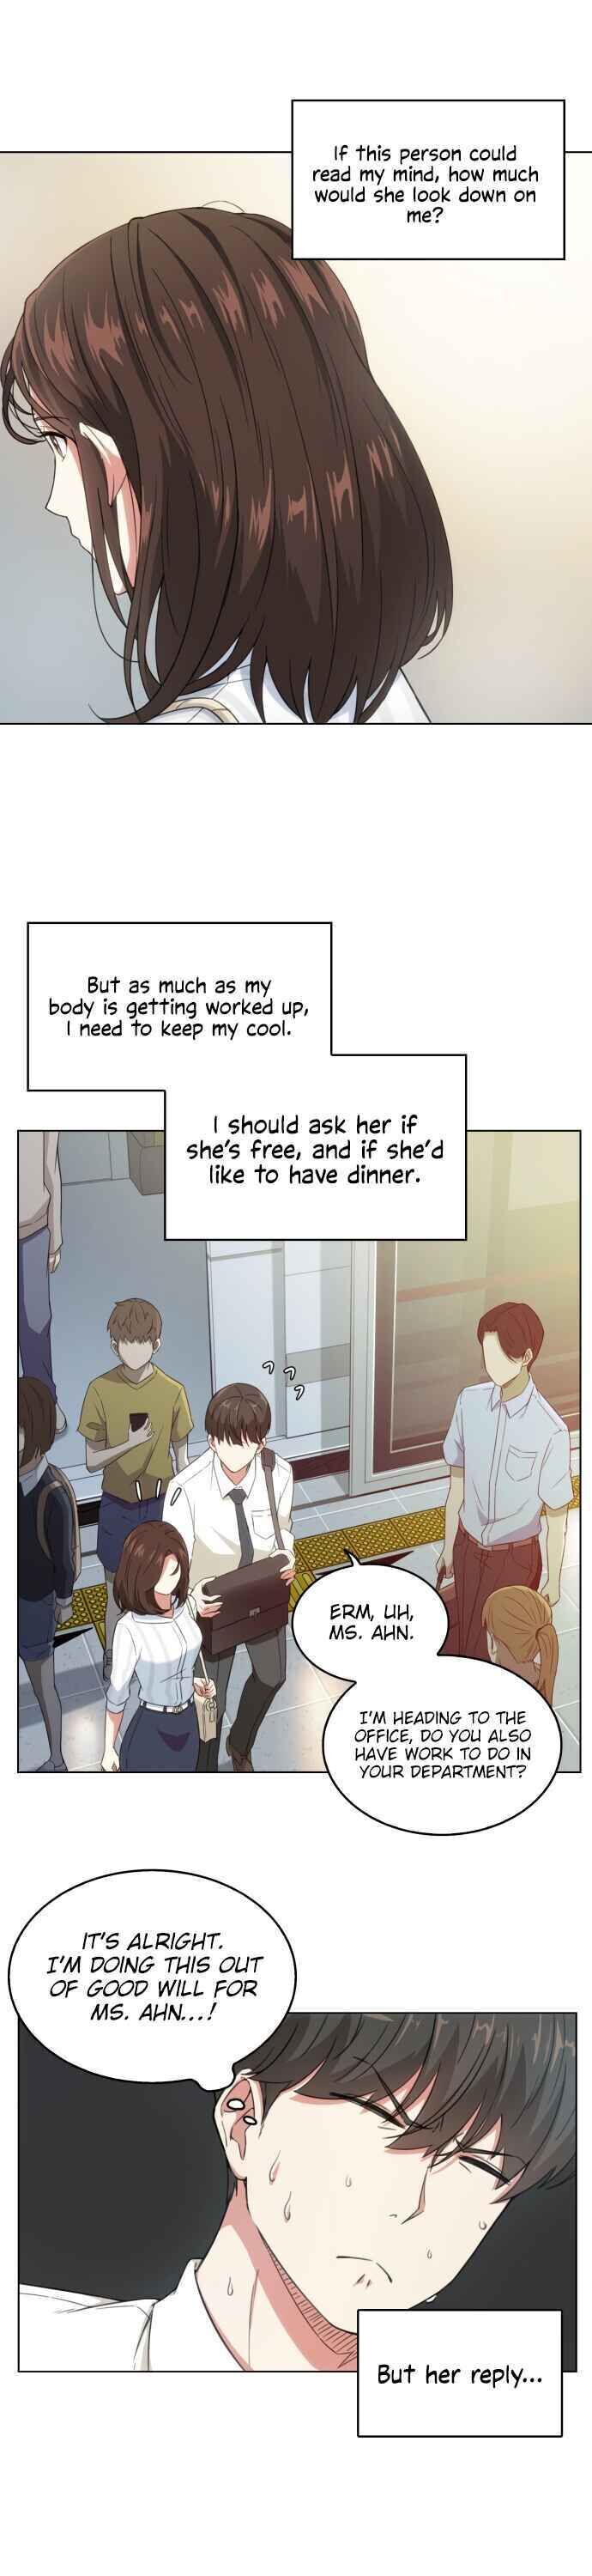 If this person could
read my mind, how much
would she look down on
me?
But as much as my
body is getting worked up,
I need to keep my cool.
I should ask her if
she's free, and if she'd
like to have dinner.
ERM, UH,
MS. AHN.
I'M HEADING TO THE
OFFICE, DO YOU ALSO
HAVE WORK TO DO IN
YOUR DEPARTMENT?
IT'S ALRIGHT.
I'M DOING THIS OUT
OF GOOD WILL FOR
MS. AHN...!
But her reply...